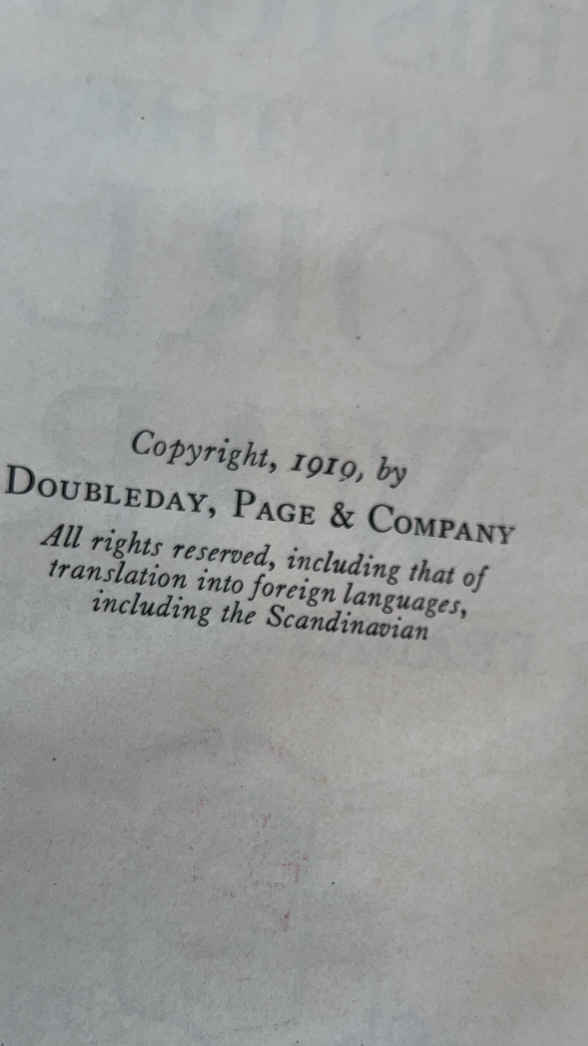 Copyright, 1919, by
DOUBLEDAY, PAGE & COMPANY
All rights reserved, including that of
translation into foreign languages,
including the Scandinavian